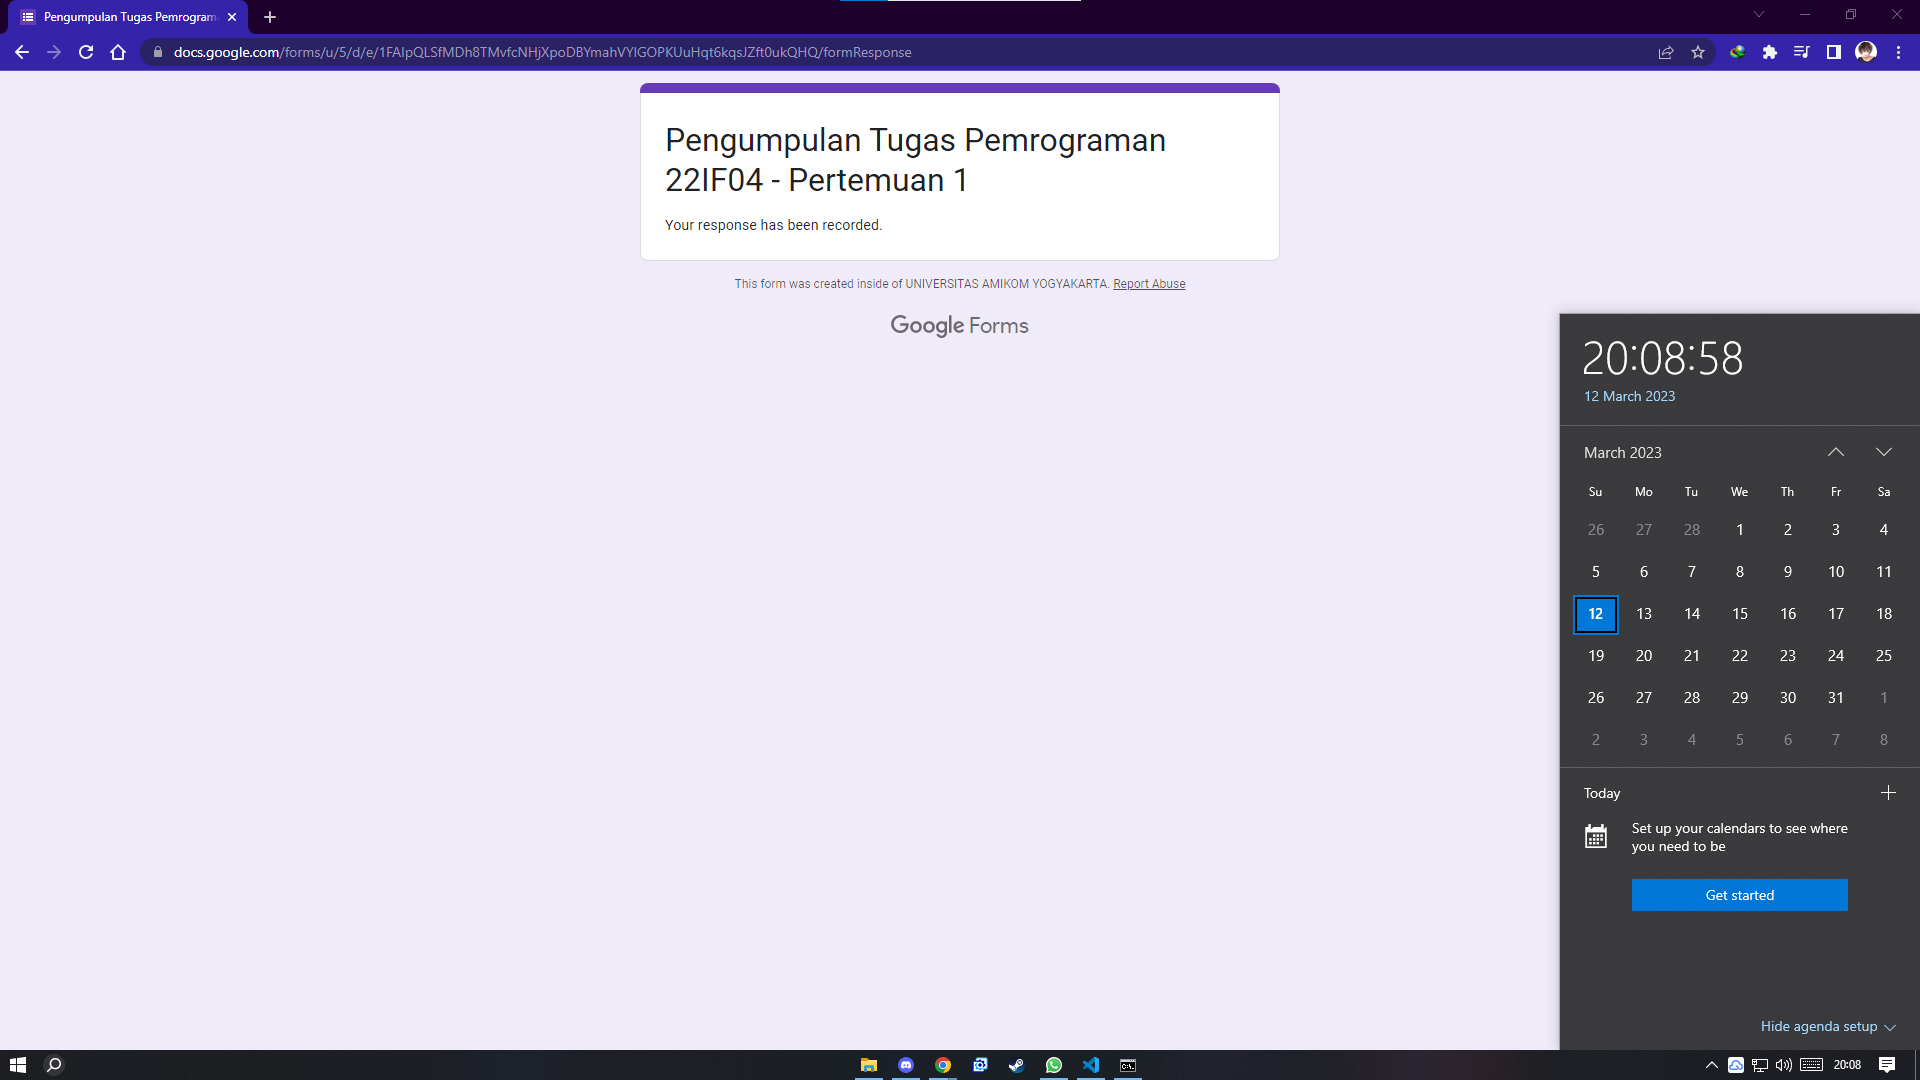 Pengumpulan Tugas Pemrogram
docs.google.com/forms/u/5/d/e/1FAIpQLSfMDh8TMvfcNHjXpoDBYmahVYlGOPKUuHqt6kqsJZft0ukQHQ/formResponse
Pengumpulan Tugas Pemrograman
22IF04 - Pertemuan 1
Your response has been recorded.
This form was created inside of UNIVERSITAS AMIKOM YOGYAKARTA. Report Abuse
Google Forms
20:08:58
12 March 2023
March 2023
Su Mo Tu We Th Fr Sa
26 27 28 1 2 3 4
5 6 7 8 9 10 11
12 13 14 15 16 17 18
19 20 21 22 23 24 25
26 27 28 29 30 31 1
2 3 4 5 6 7 8
Today
Set up your calendars to see where
you need to be
Get started
Hide agenda setup
20:08